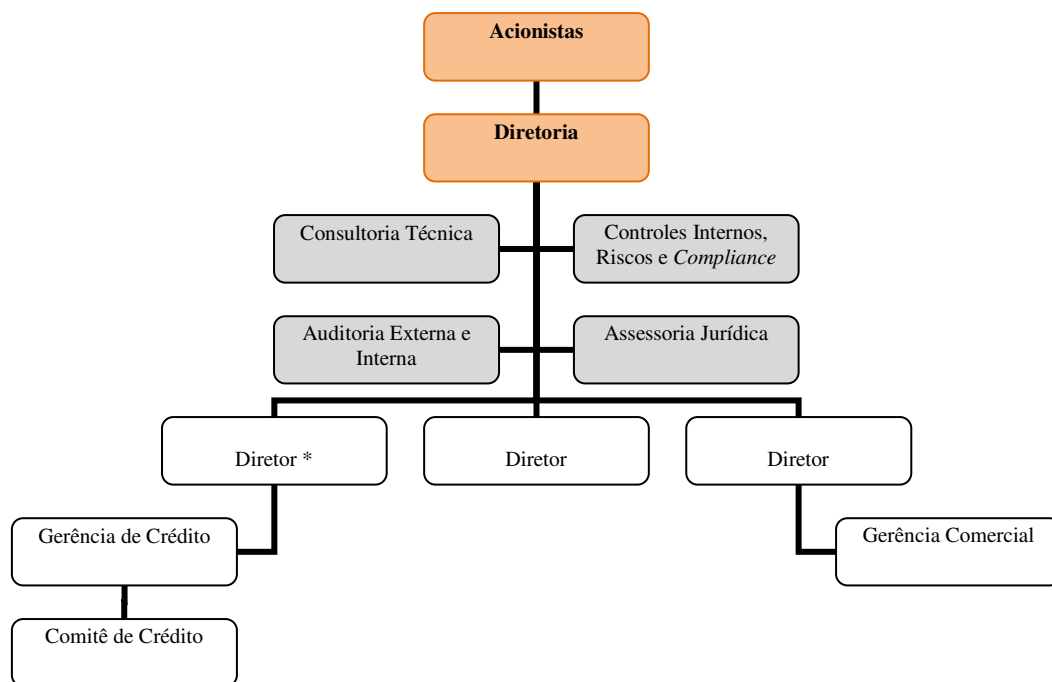 Acionistas
Diretoria
Consultoria Técnica
Controles Internos,
Riscos e Compliance
Auditoria Externa e
Interna
Assessoria Jurídica
Diretor *
Diretor
Diretor
Gerência de Crédito
Gerência Comercial
Comitê de Crédito